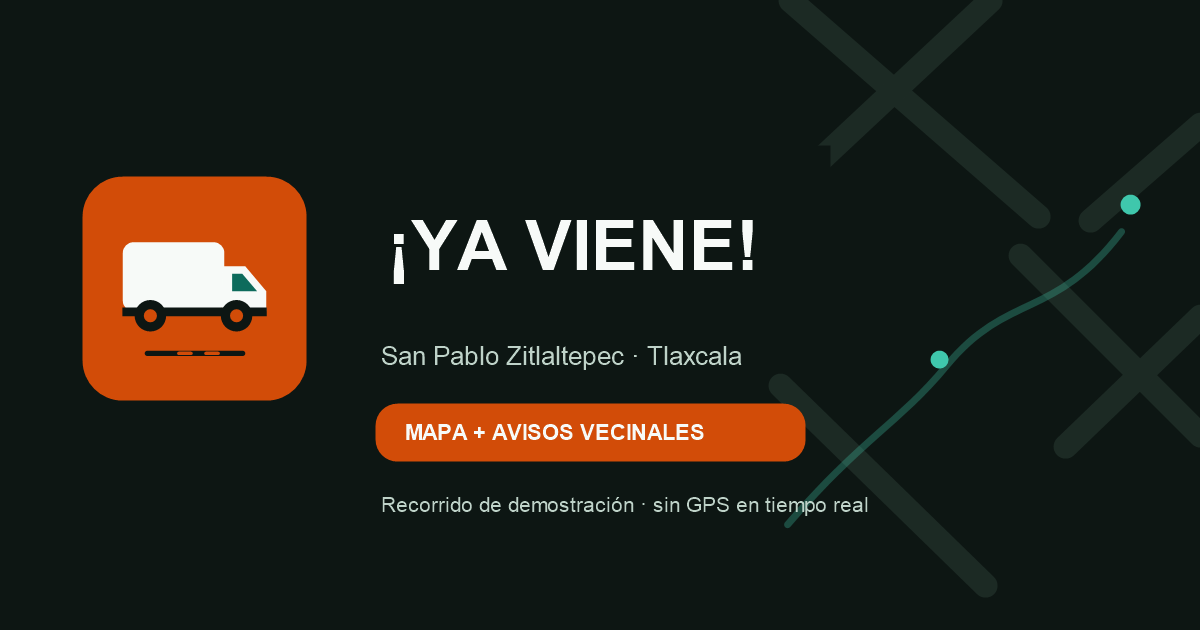 ¡YA VIENE!
San Pablo Zitlaltepec · Tlaxcala
MAPA + AVISOS VECINALES
Recorrido de demostración · sin GPS en tiempo real